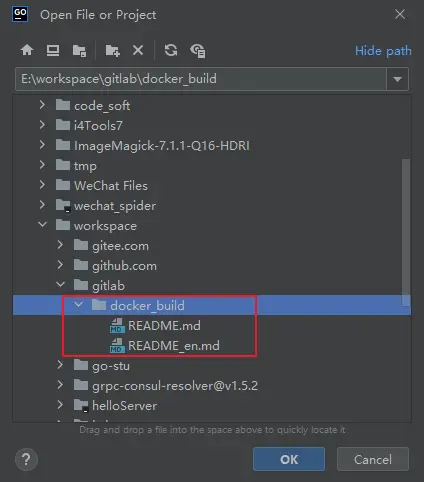 GO Open File or Project
Hide path
E:\workspace\gitlab\docker_build
code_soft
i4Tools7
ImageMagick-7.1.1-Q16-HDRI
tmp
WeChat Files
wechat_spider
workspace
gitee.com
github.com
gitlab
docker_build
MD README.md
MD README_en.md
go-stu
grpc-consul-resolver@v1.5.2
helloServer
Drag and drop a file into the space above to quickly locate it
? OK Cancel